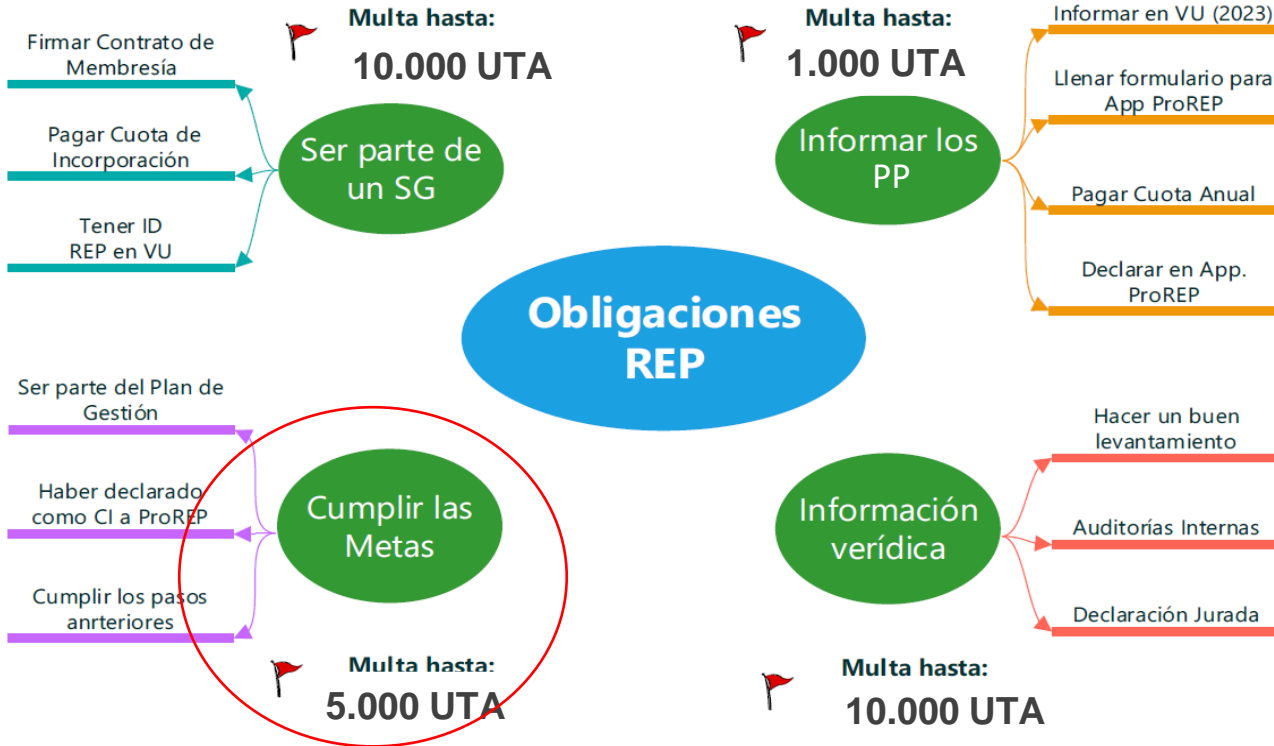 Multa hasta:
10.000 UTA
Firmar Contrato de
Membresía
Pagar Cuota de
Incorporación
Tener ID
REP en VU
Ser parte de
un SG
Multa hasta:
1.000 UTA
Informar los
PP
Informar en VU (2023)
Llenar formulario para
App ProREP
Pagar Cuota Anual
Declarar en App.
ProREP
Obligaciones
REP
Ser parte del Plan de
Gestión
Haber declarado
como CI a ProREP
Cumplir los pasos
anrteriores
Cumplir las
Metas
Multa hasta:
5.000 UTA
Información
verídica
Hacer un buen
levantamiento
Auditorías Internas
Declaración Jurada
Multa hasta:
10.000 UTA